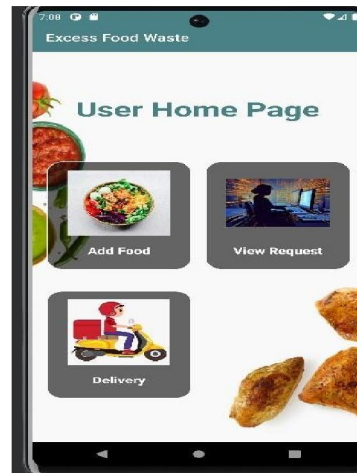 7:08
Excess Food Waste
User Home Page
Add Food
View Request
Delivery